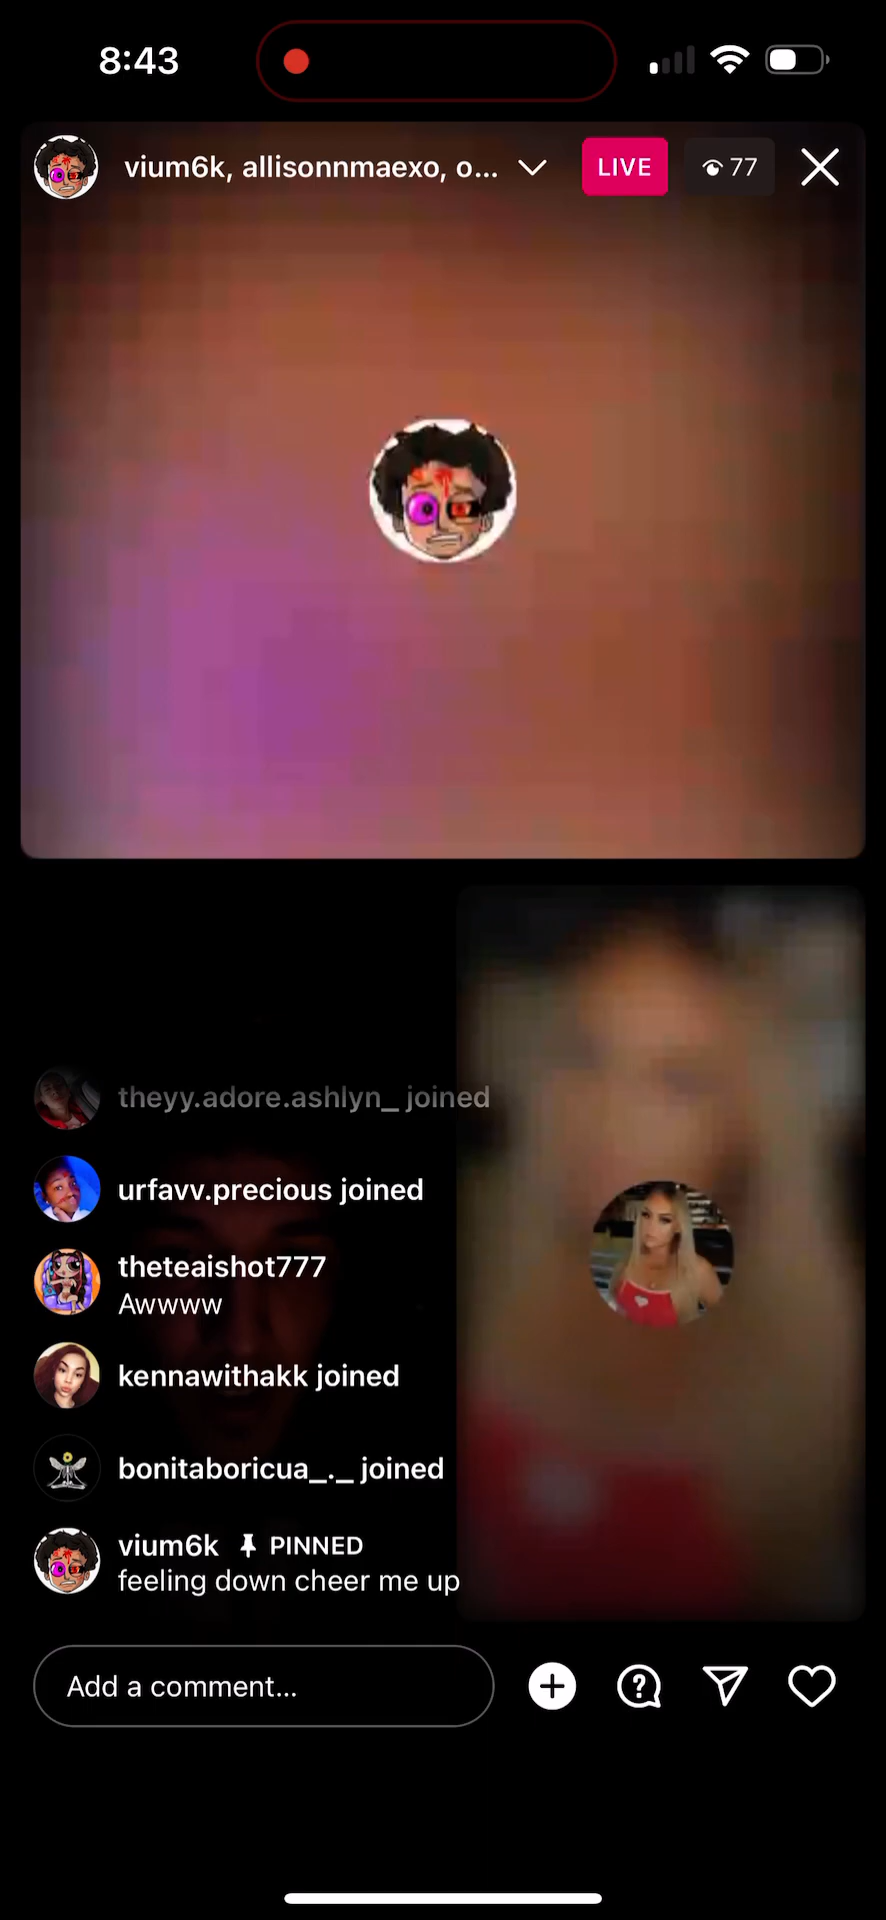 8:43
vium6k, allisonnmaexo, o...
LIVE
77
theyy.adore.ashlyn_ joined
urfavv.precious joined
theteaishot777
Awwww
kennawithakk joined
bonitaboricua_._ joined
vium6k PINNED
feeling down cheer me up
Add a comment...